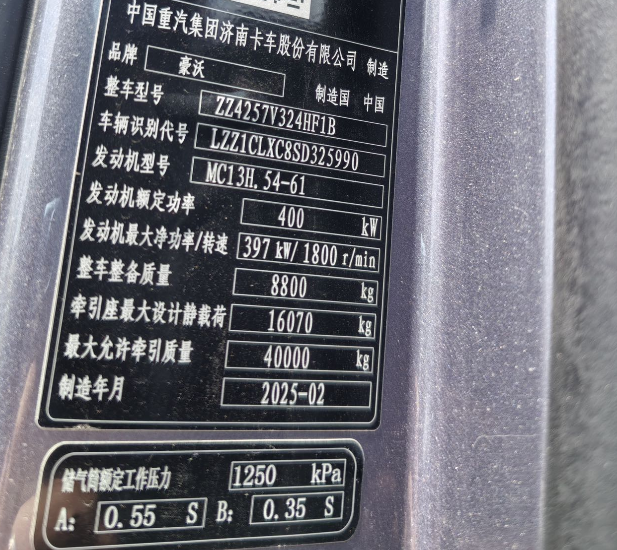 中国重汽集团济南卡车股份有限公司 制造
品牌 豪沃 制造国 中国
整车型号 ZZ4257V324HF1B
车辆识别代号 LZZ1CLXC8SD325990
发动机型号 MC13H.54-61
发动机额定功率 400 kW
发动机最大净功率/转速 397 kW/ 1800 r/min
整车整备质量 8800 kg
牵引座最大设计静载荷 16070 kg
最大允许牵引质量 40000 kg
制造年月 2025-02
储气筒额定工作压力 1250 kPa
A: 0.55 S B: 0.35 S